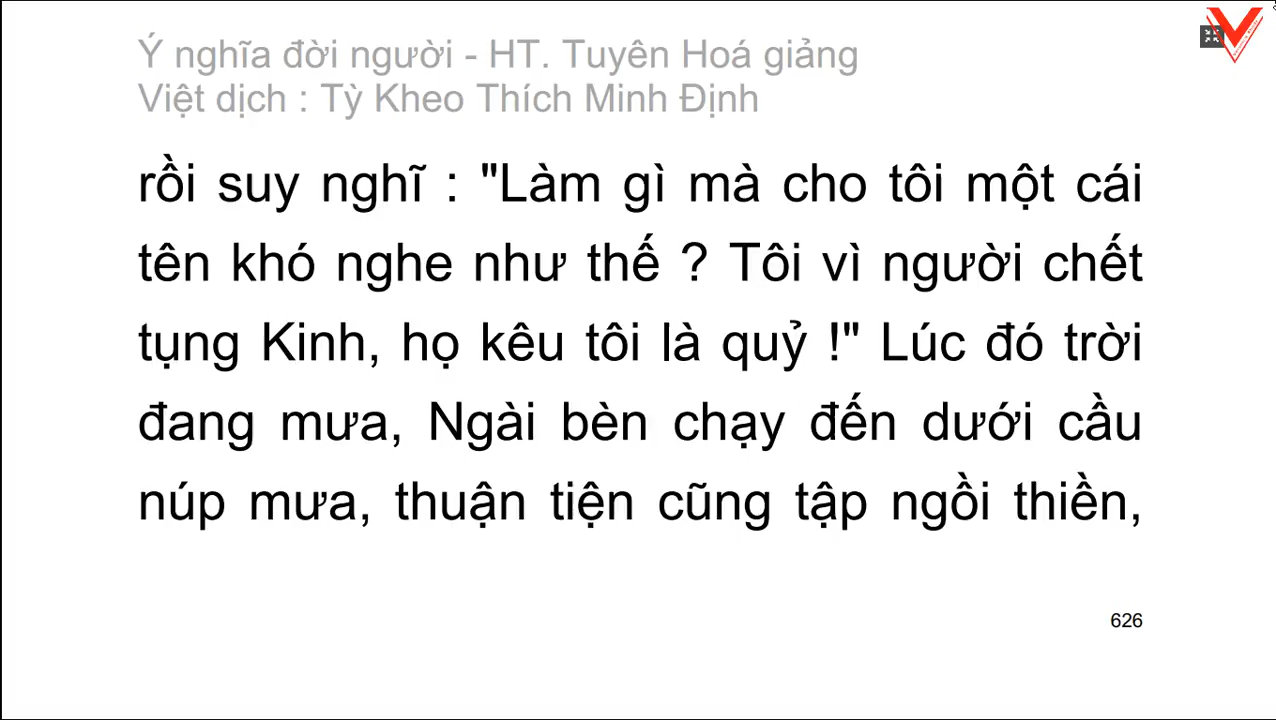 Ý nghĩa đời người - HT. Tuyên Hoá giảng
Việt dịch : Tỳ Kheo Thích Minh Định
rồi suy nghĩ : "Làm gì mà cho tôi một cái
tên khó nghe như thế ? Tôi vì người chết
tụng Kinh, họ kêu tôi là quỷ !" Lúc đó trời
đang mưa, Ngài bèn chạy đến dưới cầu
núp mưa, thuận tiện cũng tập ngồi thiền,
626